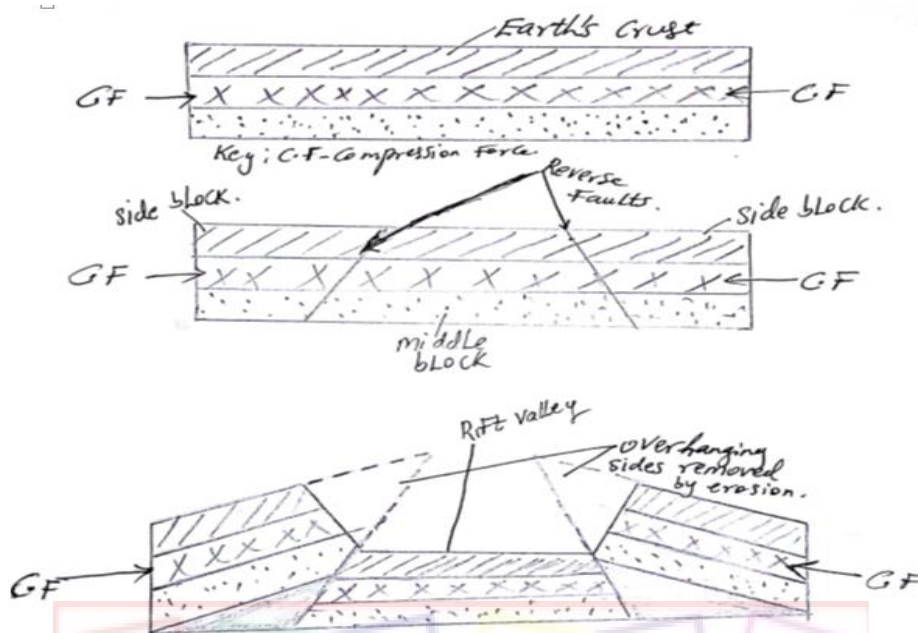 Earth's Crust
CF
CF
Key: C.F-Compression Force
Reverse
Faults.
side block.
side block.
CF
CF
middle
block
Rift Valley
overhanging
sides removed
by erosion.
CF
CF